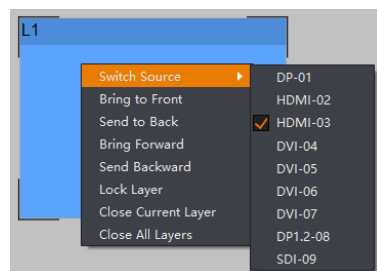 L1
Switch Source
Bring to Front
Send to Back
Bring Forward
Send Backward
Lock Layer
Close Current Layer
Close All Layers
DP-01
HDMI-02
HDMI-03
DVI-04
DVI-05
DVI-06
DVI-07
DP1.2-08
SDI-09